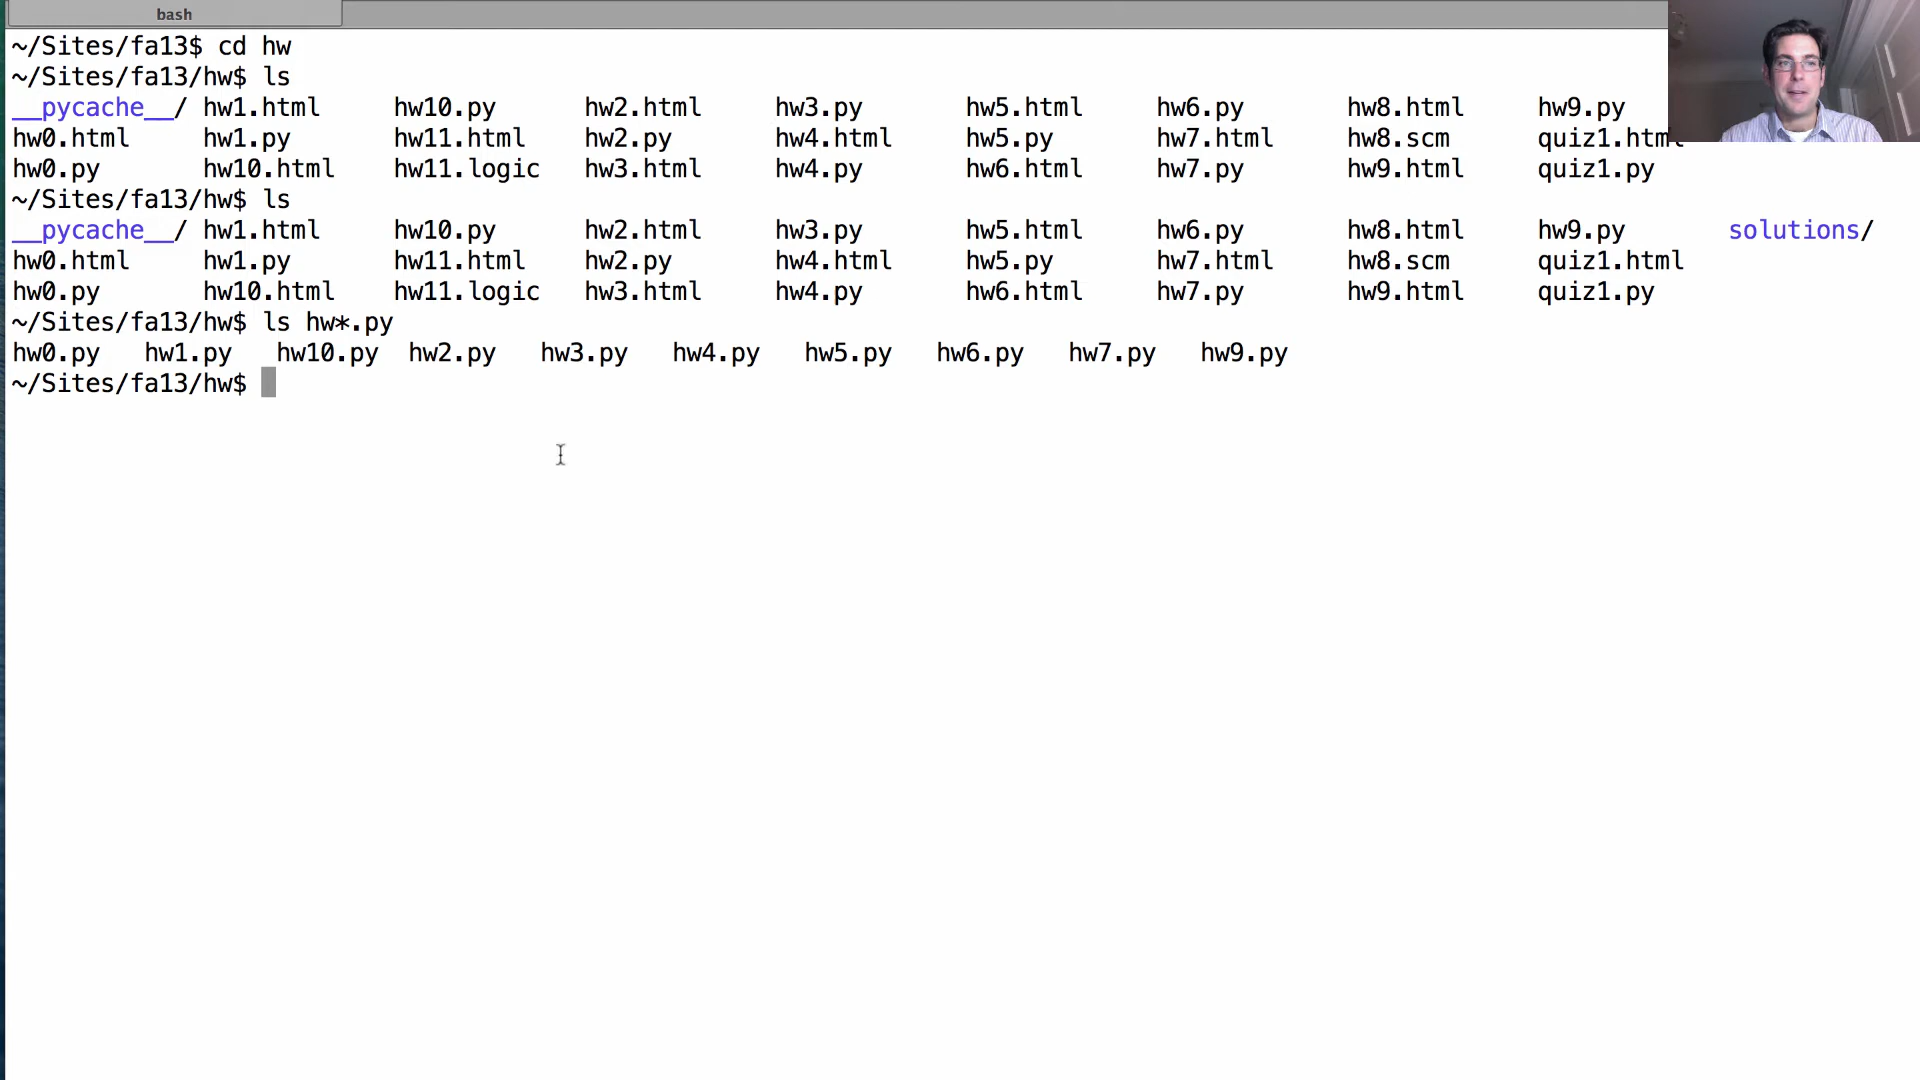 bash
~/Sites/fa13$ cd hw
~/Sites/fa13/hw$ ls
__pycache__/ hw1.html hw10.py hw2.html hw3.py hw5.html hw6.py hw8.html hw9.py
hw0.html hw1.py hw11.html hw2.py hw4.html hw5.py hw7.html hw8.scm quiz1.html
hw0.py hw10.html hw11.logic hw3.html hw4.py hw6.html hw7.py hw9.html quiz1.py
~/Sites/fa13/hw$ ls
__pycache__/ hw1.html hw10.py hw2.html hw3.py hw5.html hw6.py hw8.html hw9.py solutions/
hw0.html hw1.py hw11.html hw2.py hw4.html hw5.py hw7.html hw8.scm quiz1.html
hw0.py hw10.html hw11.logic hw3.html hw4.py hw6.html hw7.py hw9.html quiz1.py
~/Sites/fa13/hw$ ls hw*.py
hw0.py hw1.py hw10.py hw2.py hw3.py hw4.py hw5.py hw6.py hw7.py hw9.py
~/Sites/fa13/hw$